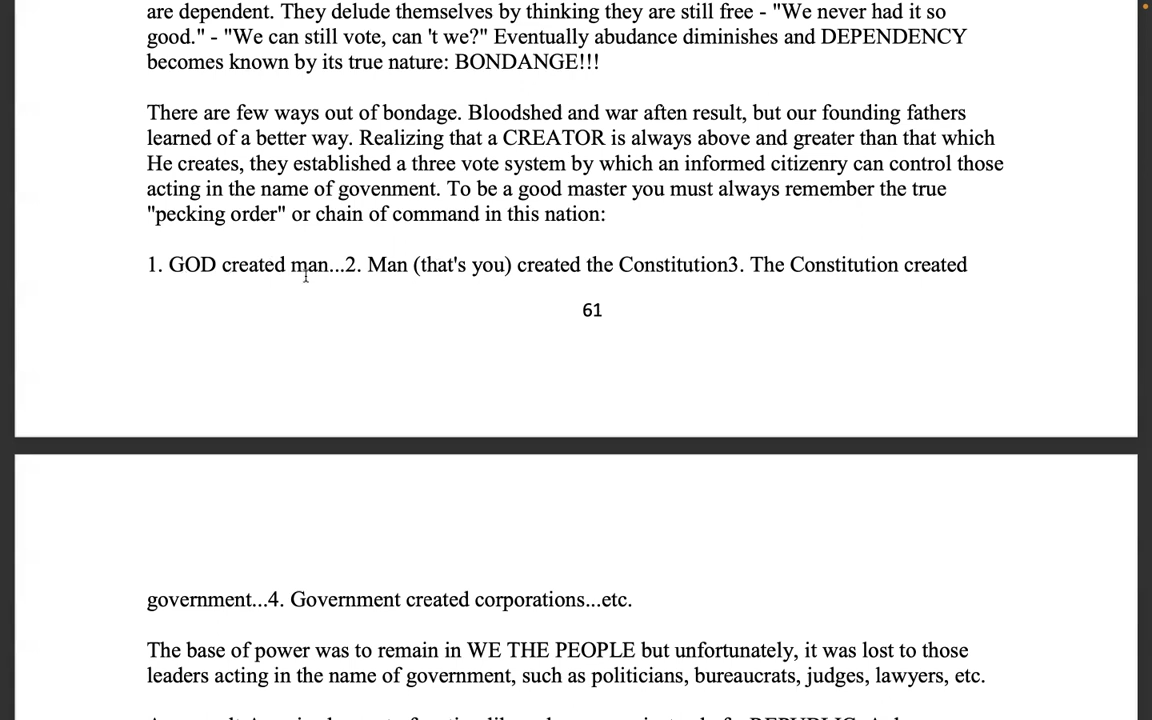 are dependent. They delude themselves by thinking they are still free - "We never had it so
good." - "We can still vote, can 't we?" Eventually abudance diminishes and DEPENDENCY
becomes known by its true nature: BONDANGE!!!
There are few ways out of bondage. Bloodshed and war aften result, but our founding fathers
learned of a better way. Realizing that a CREATOR is always above and greater than that which
He creates, they established a three vote system by which an informed citizenry can control those
acting in the name of govenment. To be a good master you must always remember the true
"pecking order" or chain of command in this nation:
1. GOD created man...2. Man (that's you) created the Constitution3. The Constitution created
61
government...4. Government created corporations...etc.
The base of power was to remain in WE THE PEOPLE but unfortunately, it was lost to those
leaders acting in the name of government, such as politicians, bureaucrats, judges, lawyers, etc.